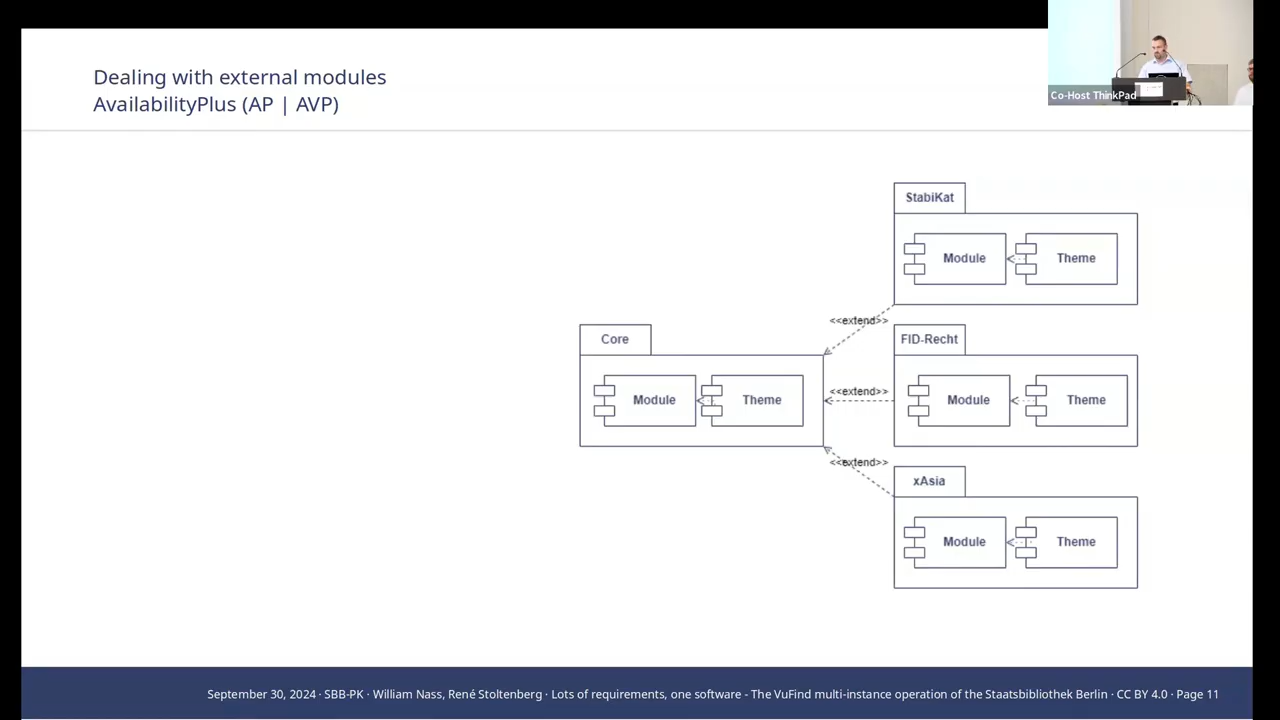 Dealing with external modules
AvailabilityPlus (AP | AVP)
Co-Host ThinkPad
StabiKat
Module
Theme
<<extend>>
Core
Module
Theme
<<extend>>
FID-Recht
Module
Theme
<<extend>>
xAsia
Module
Theme
September 30, 2024 · SBB-PK · William Nass, René Stoltenberg · Lots of requirements, one software - The VuFind multi-instance operation of the Staatsbibliothek Berlin · CC BY 4.0 · Page 11